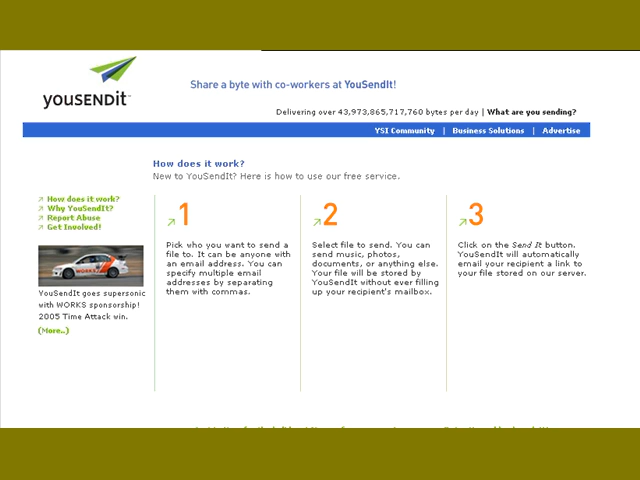 yousendit™
Share a byte with co-workers at YouSendIt!
Delivering over 43,973,865,717,760 bytes per day | What are you sending?
YSI Community | Business Solutions | Advertise
How does it work?
New to YouSendIt? Here is how to use our free service.
How does it work?
Why YouSendIt?
Report Abuse
Get Involved!
YouSendIt goes supersonic
with WORKS sponsorship!
2005 Time Attack win.
(More..)
1
Pick who you want to send a
file to. It can be anyone with
an email address. You can
specify multiple email
addresses by separating
them with commas.
2
Select file to send. You can
send music, photos,
documents, or anything else.
Your file will be stored by
YouSendIt without ever filling
up your recipient's mailbox.
3
Click on the Send It button.
YouSendIt will automatically
email your recipient a link to
your file stored on our server.